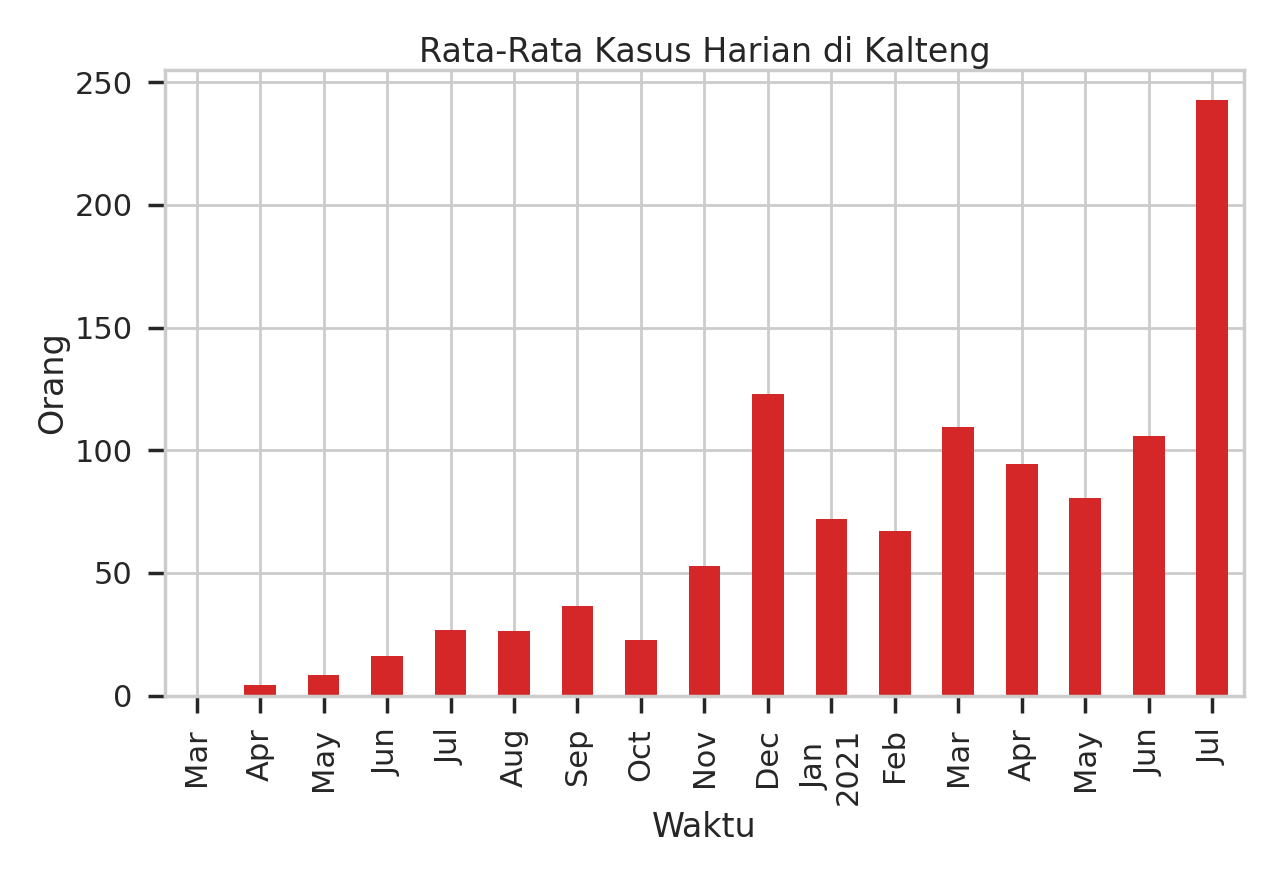 Rata-Rata Kasus Harian di Kalteng
250
200
150
100
50
0
Orang
Mar
Apr
May
Jun
Jul
Aug
Sep
Oct
Nov
Dec
Jan
2021
Feb
Mar
Apr
May
Jun
Jul
Waktu